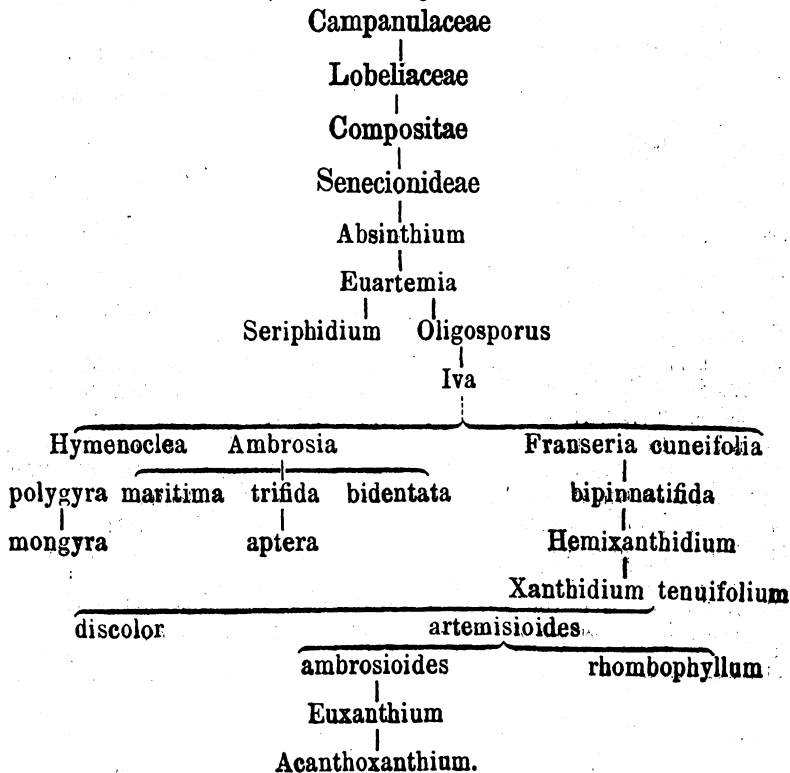 Campanulaceae
Lobeliaceae
Compositae
Senecionideae
Absinthium
Euartemia
Seriphidium Oligosporus
Iva
Hymenoclea Ambrosia Franseria cuneifolia
polygyra maritima trifida bidentata bipinnatifida
mongyra aptera Hemixanthidium
Xanthidium tenuifolium
discolor artemisioides
ambrosioides rhombophyllum
Euxanthium
Acanthoxanthium.